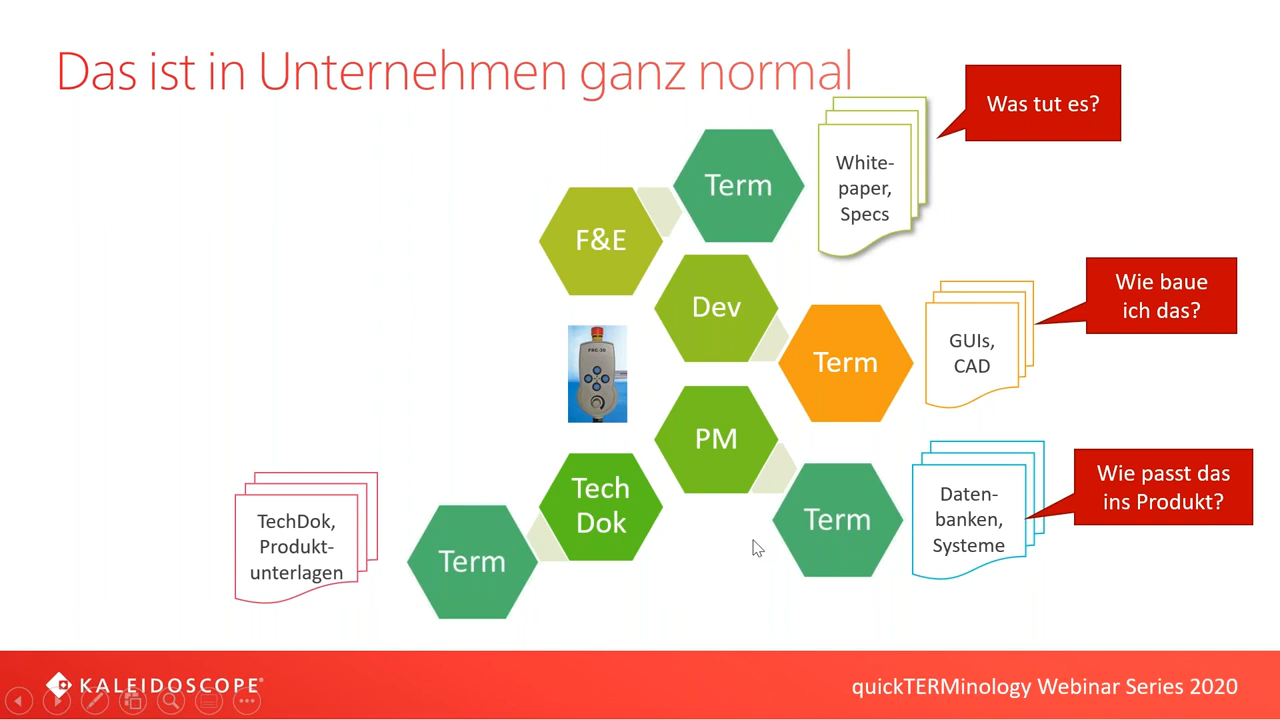 Das ist in Unternehmen ganz normal
Was tut es?
Term
White-
paper,
Specs
F&E
Dev
Wie baue
ich das?
GUIs,
CAD
Term
PM
Wie passt das
ins Produkt?
Daten-
banken,
Systeme
Term
Tech
Dok
Term
TechDok,
Produkt-
unterlagen
KALEIDOSCOPE®
quickTERMinology Webinar Series 2020